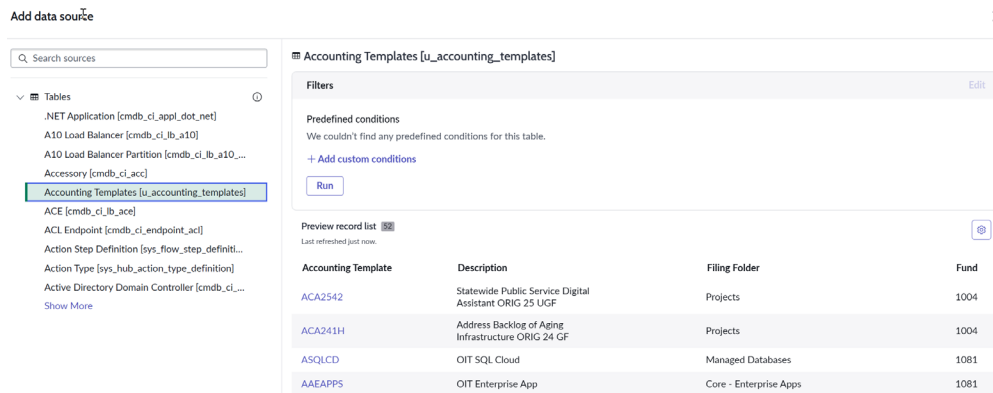 Add data source
Search sources
Tables
.NET Application [cmdb_ci_appl_dot_net]
A10 Load Balancer [cmdb_ci_lb_a10]
A10 Load Balancer Partition [cmdb_ci_lb_a10_...
Accessory [cmdb_ci_acc]
Accounting Templates [u_accounting_templates]
ACE [cmdb_ci_lb_ace]
ACL Endpoint [cmdb_ci_endpoint_acl]
Action Step Definition [sys_flow_step_definiti...
Action Type [sys_hub_action_type_definition]
Active Directory Domain Controller [cmdb_ci_...
Show More
Accounting Templates [u_accounting_templates]
Filters Edit
Predefined conditions
We couldn't find any predefined conditions for this table.
+ Add custom conditions
Run
Preview record list 52
Last refreshed just now.
Accounting Template Description Filing Folder Fund
ACA2542 Statewide Public Service Digital Assistant ORIG 25 UGF Projects 1004
ACA241H Address Backlog of Aging Infrastructure ORIG 24 GF Projects 1004
ASQLCD OIT SQL Cloud Managed Databases 1081
AAEAPPS OIT Enterprise App Core - Enterprise Apps 1081